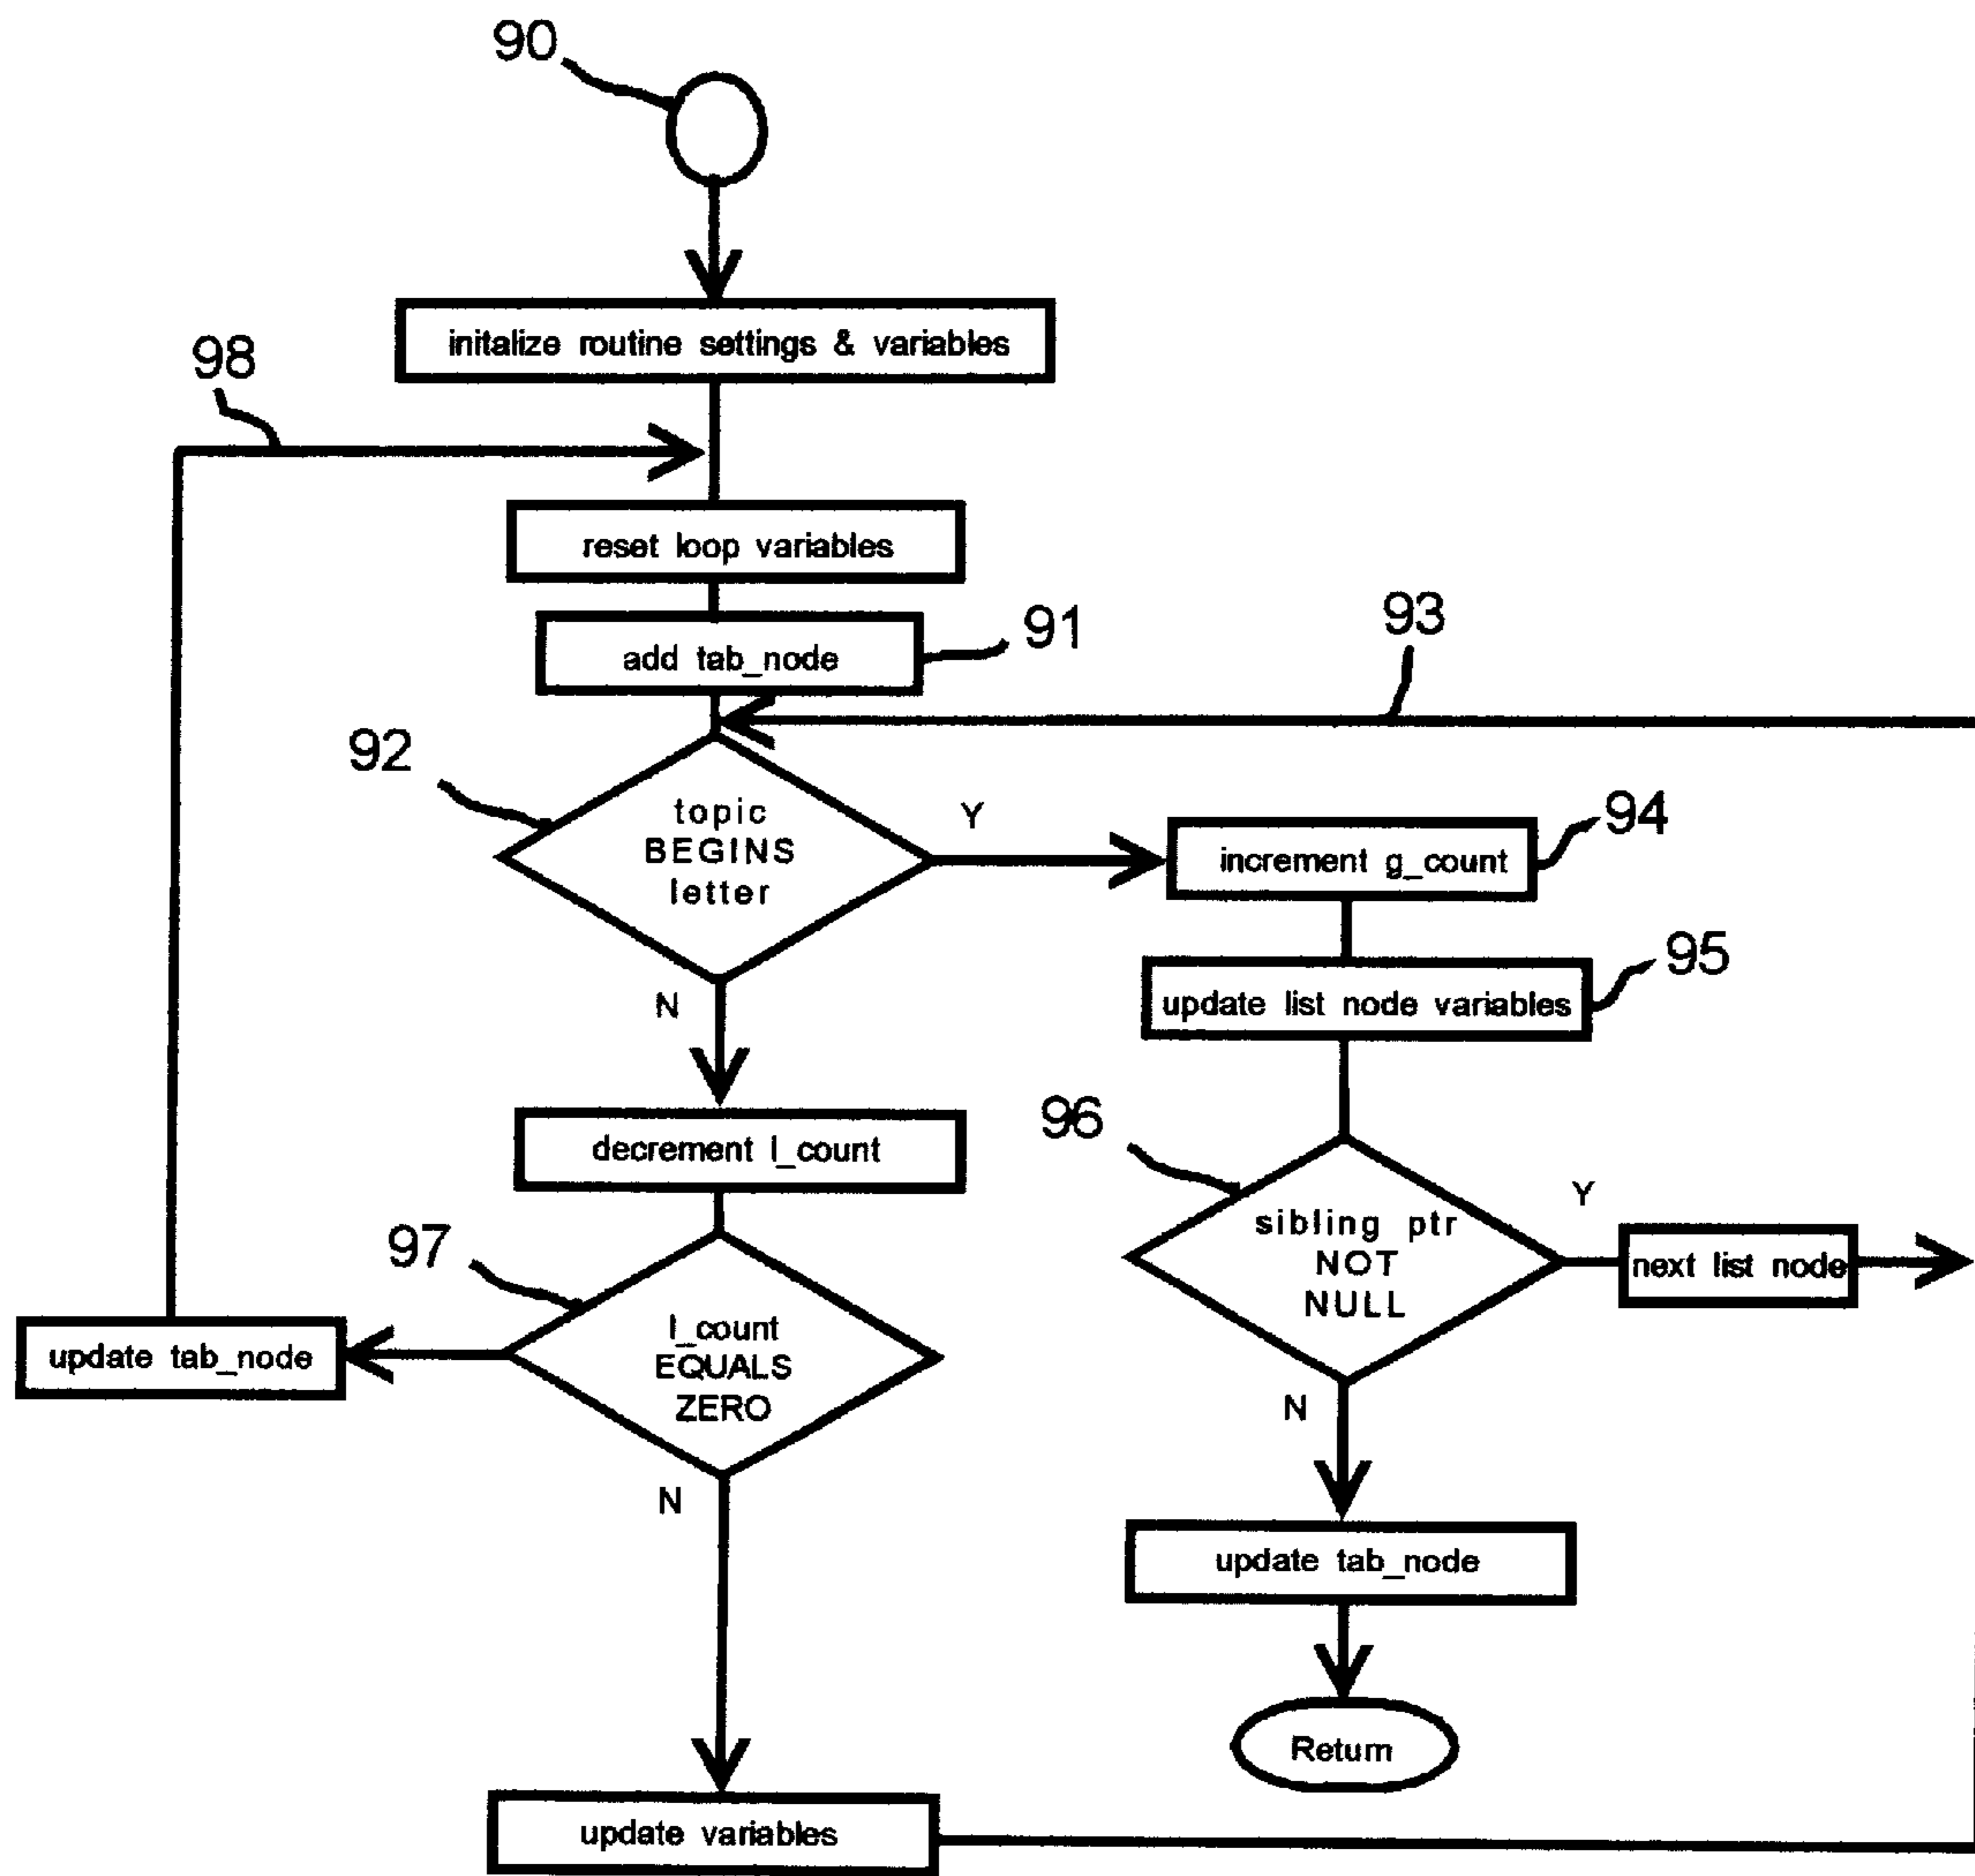 90
initalize routine settings & variables
98
reset loop variables
add tab_node
91
93
92
topic
BEGINS
letter
Y
increment g_count
94
N
update list node variables
95
decrement l_count
96
sibling ptr
NOT
NULL
Y
next list node
97
l_count
EQUALS
ZERO
update tab_node
N
N
update tab_node
Return
update variables